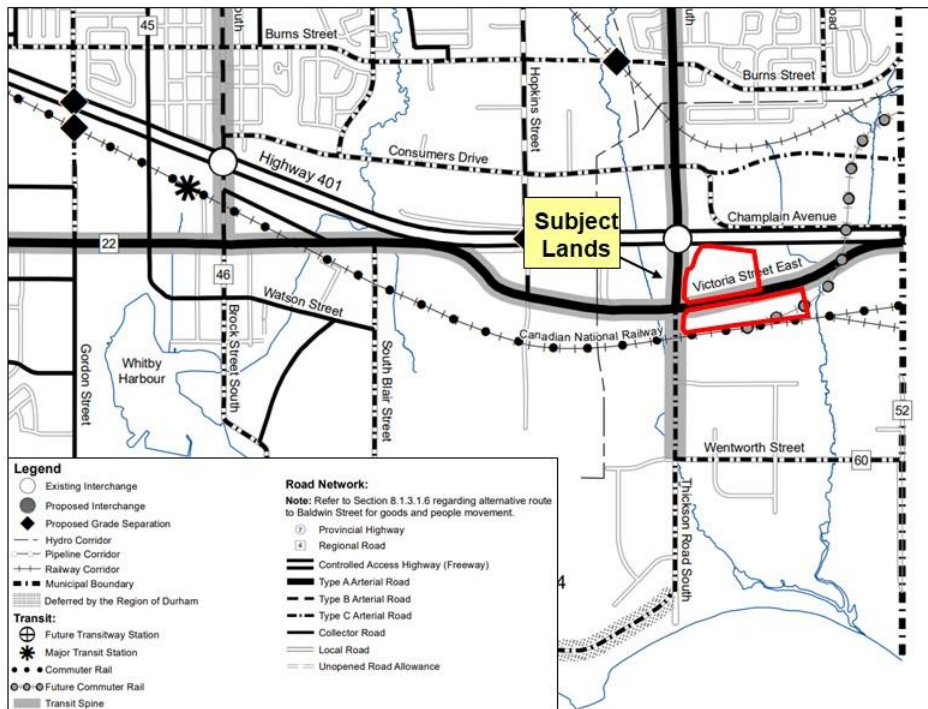 45
South
South
Road
Burns Street
Burns Street
Hopkins Street
Consumers Drive
Highway 401
Champlain Avenue
Subject
Lands
22
Victoria Street East
46
Watson Street
Canadian National Railway
Whitby
Harbour
Gordon Street
Brock Street South
South Blair Street
52
Wentworth Street
60
Thickson Road South
4
Legend
Existing Interchange
Proposed Interchange
Proposed Grade Separation
Hydro Corridor
Pipeline Corridor
Railway Corridor
Municipal Boundary
Deferred by the Region of Durham
Transit:
Future Transitway Station
Major Transit Station
Commuter Rail
Future Commuter Rail
Transit Spine
Road Network:
Note: Refer to Section 8.1.3.1.6 regarding alternative route
to Baldwin Street for goods and people movement.
7 Provincial Highway
4 Regional Road
Controlled Access Highway (Freeway)
Type A Arterial Road
Type B Arterial Road
Type C Arterial Road
Collector Road
Local Road
Unopened Road Allowance